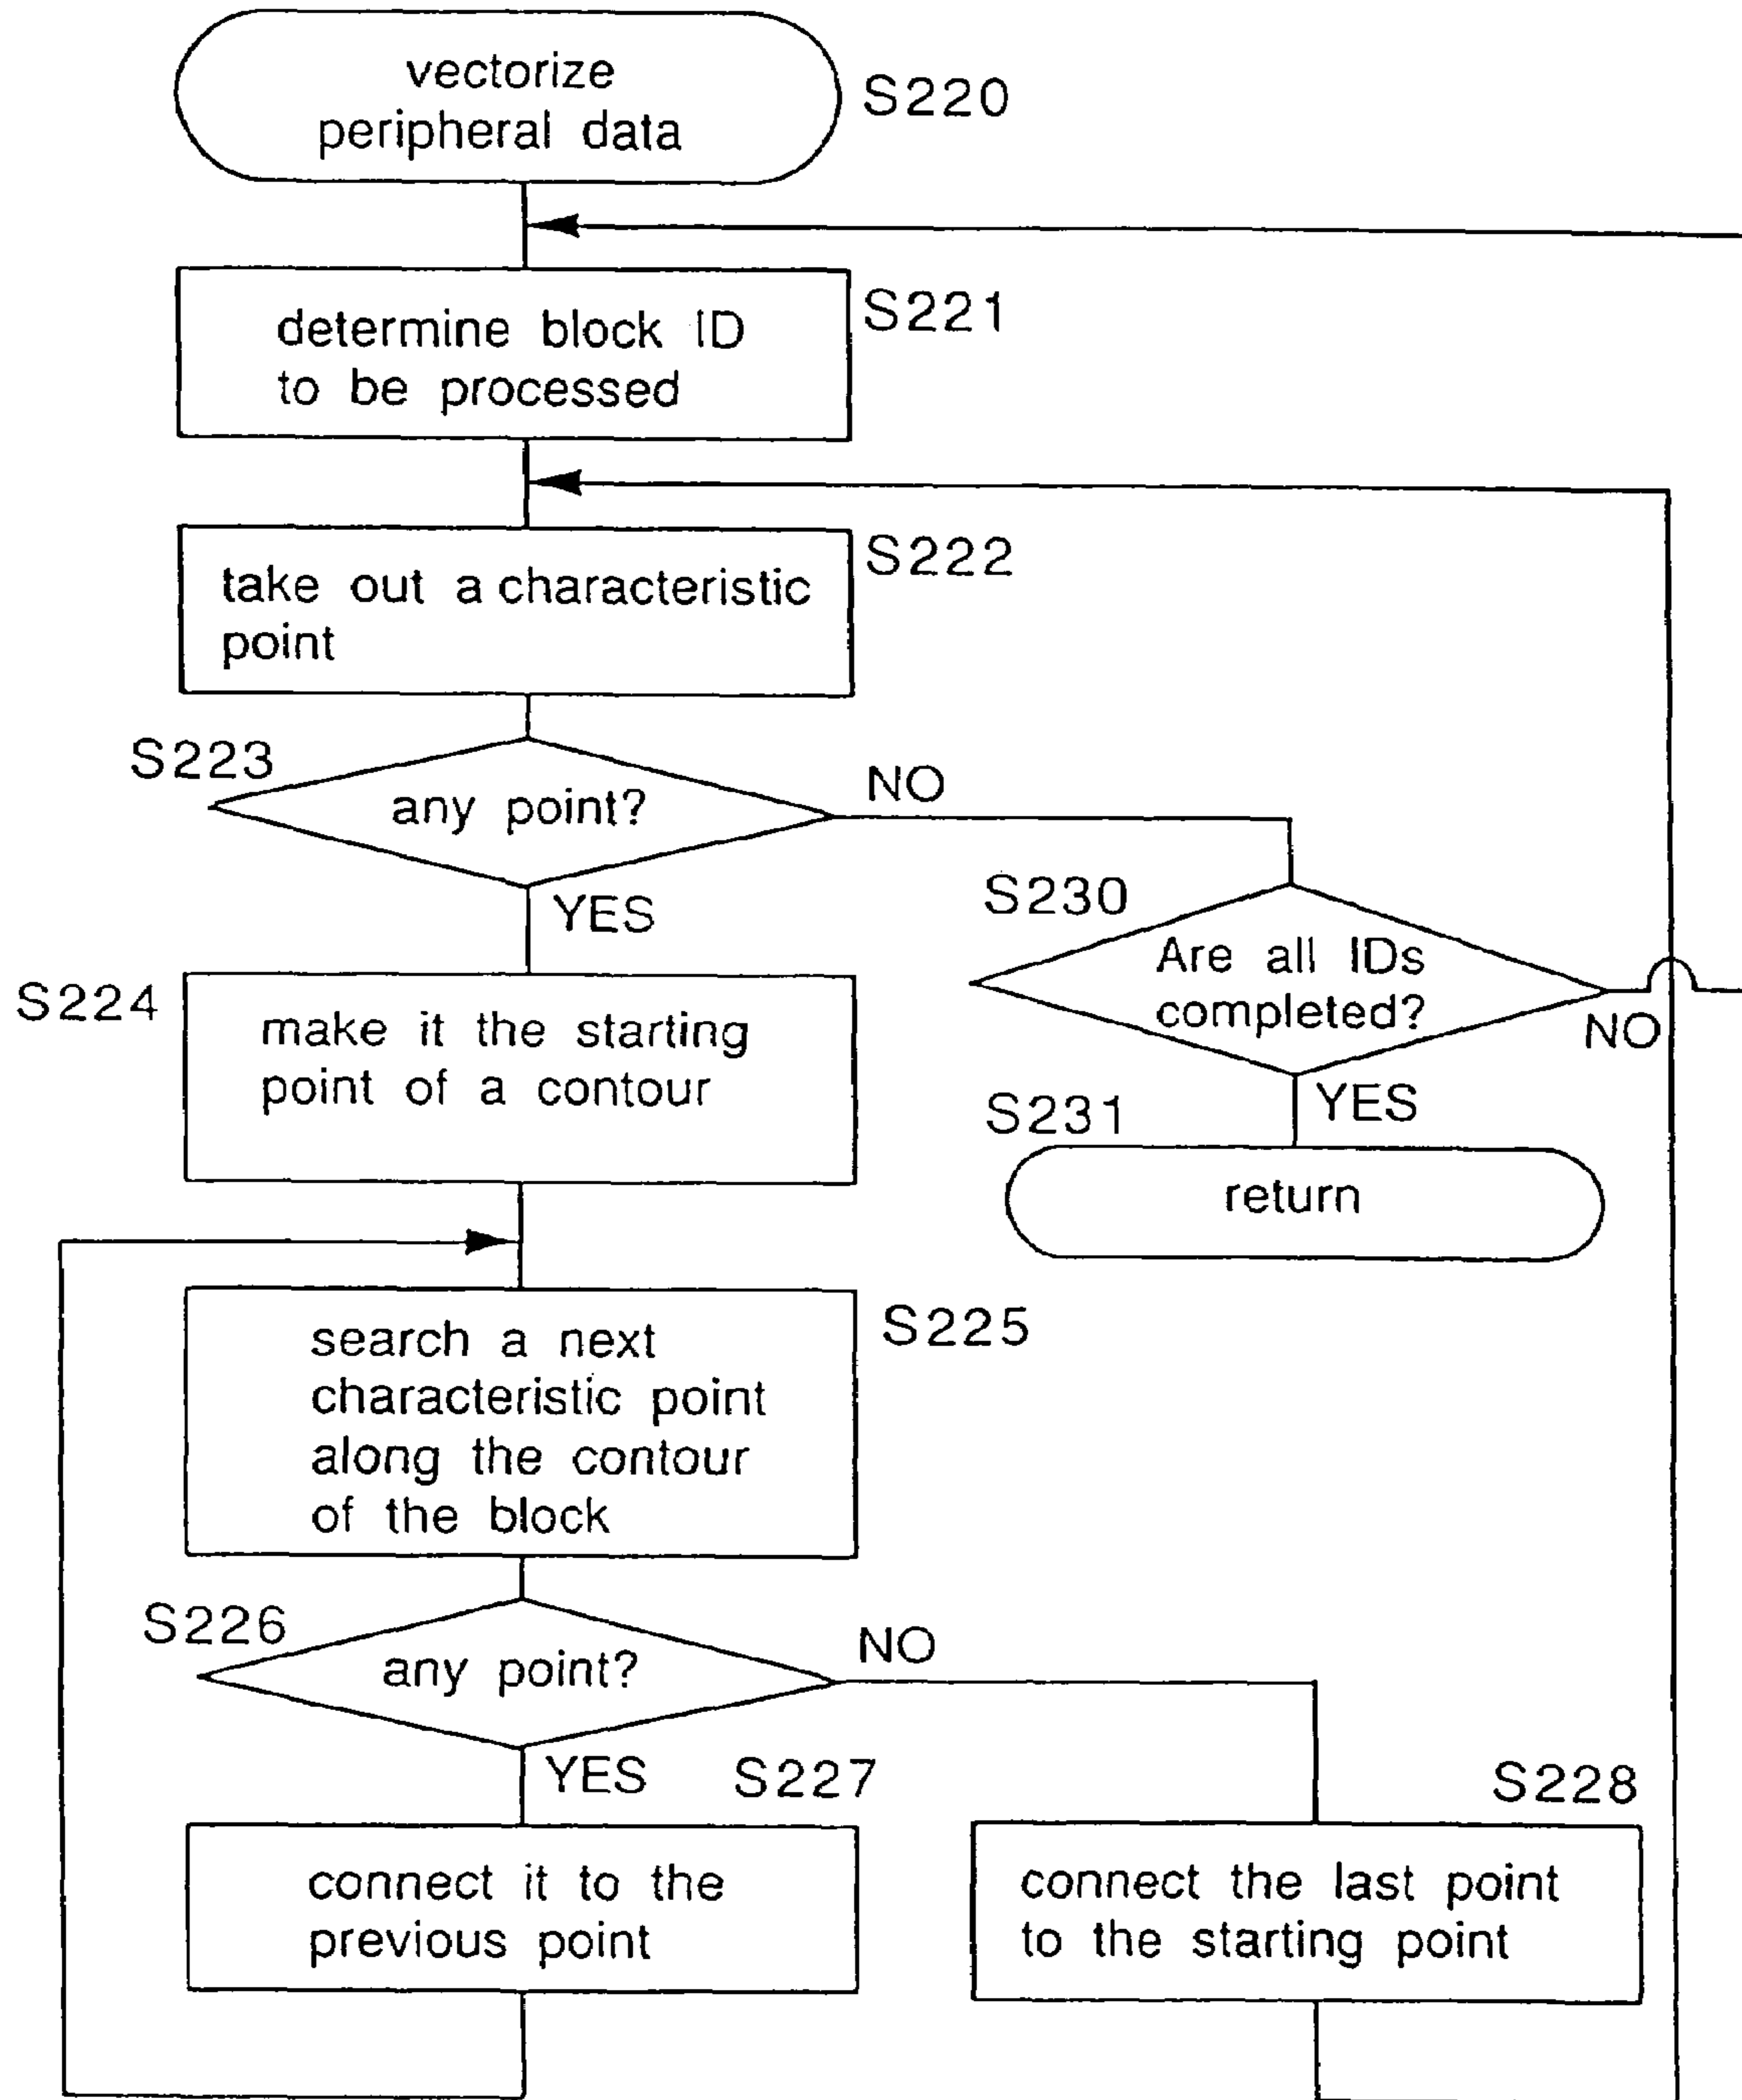 vectorize
peripheral data
S220
determine block ID
to be processed
S221
take out a characteristic
point
S222
S223
any point?
NO
YES
S230
Are all IDs
completed?
NO
YES
S224
make it the starting
point of a contour
S231
return
search a next
characteristic point
along the contour
of the block
S225
S226
any point?
NO
YES
S227
connect it to the
previous point
S228
connect the last point
to the starting point